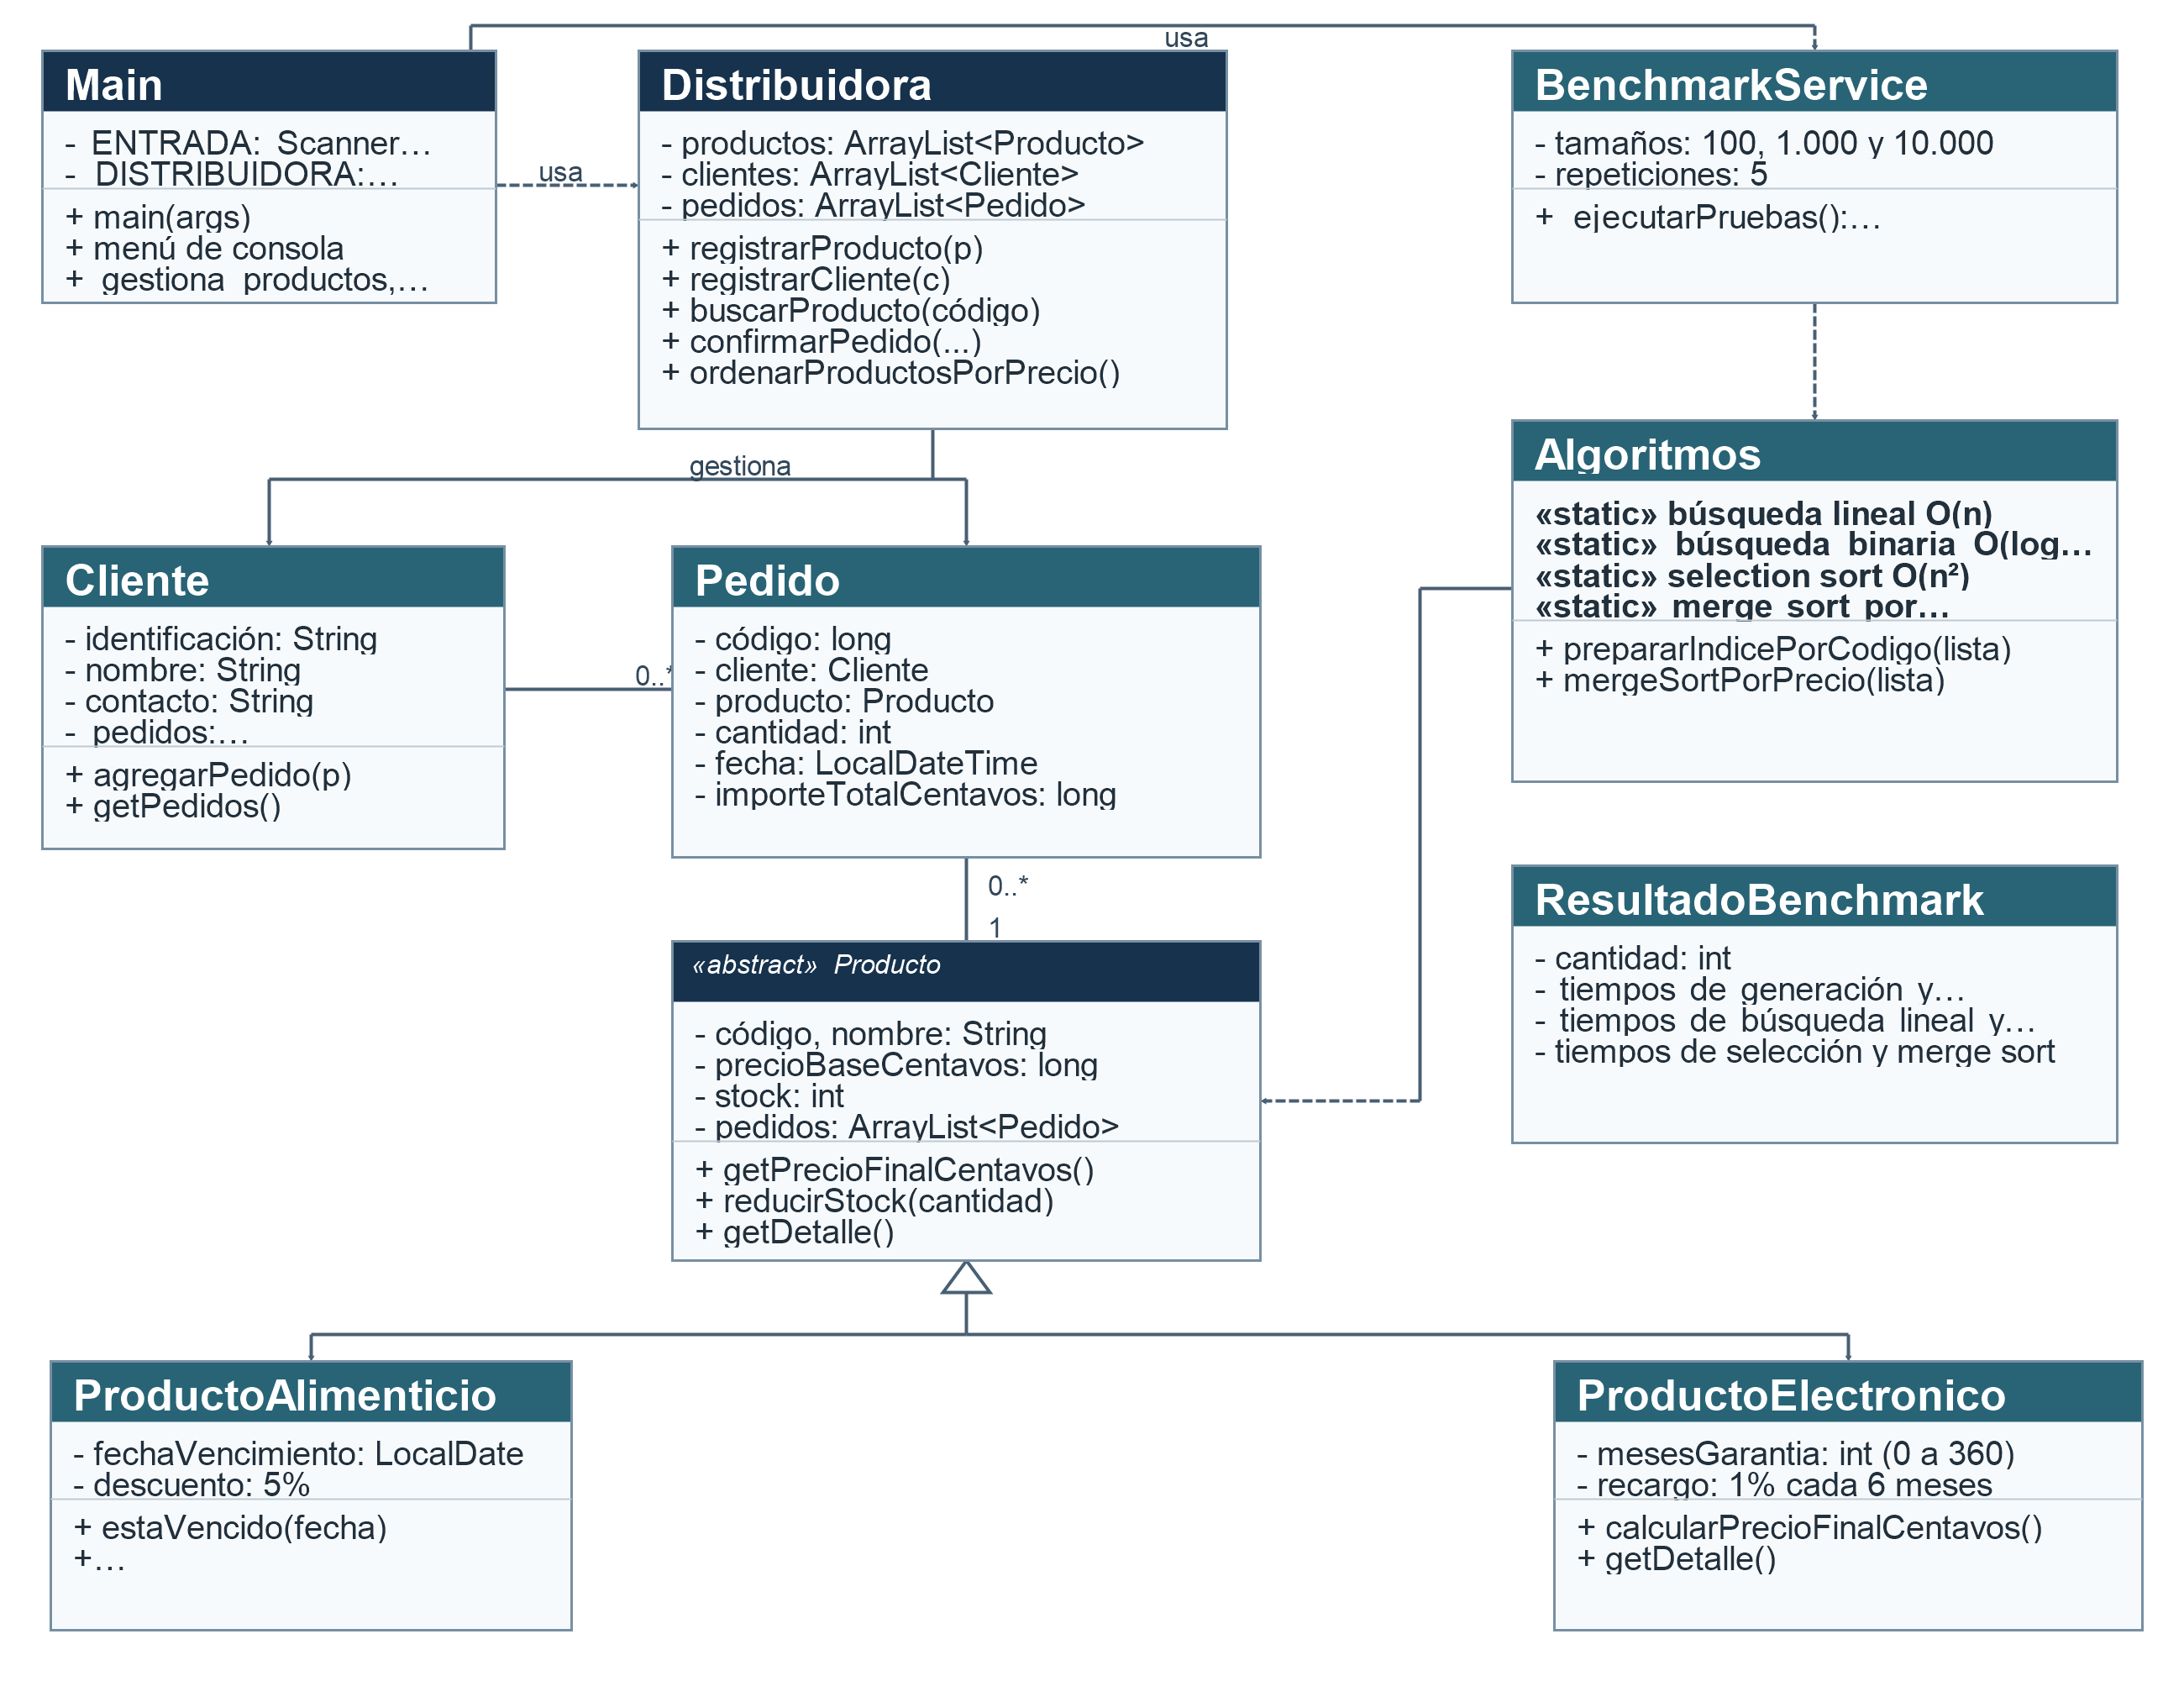 usa
Main
- ENTRADA: Scanner…
- DISTRIBUIDORA:…
+ main(args)
+ menú de consola
+ gestiona productos,…
usa
Distribuidora
- productos: ArrayList<Producto>
- clientes: ArrayList<Cliente>
- pedidos: ArrayList<Pedido>
+ registrarProducto(p)
+ registrarCliente(c)
+ buscarProducto(código)
+ confirmarPedido(...)
+ ordenarProductosPorPrecio()
BenchmarkService
- tamaños: 100, 1.000 y 10.000
- repeticiones: 5
+ ejecutarPruebas():…
gestiona
Algoritmos
«static» búsqueda lineal O(n)
«static» búsqueda binaria O(log…
«static» selection sort O(n²)
«static» merge sort por…
+ prepararIndicePorCodigo(lista)
+ mergeSortPorPrecio(lista)
Cliente
- identificación: String
- nombre: String
- contacto: String
- pedidos:…
+ agregarPedido(p)
+ getPedidos()
0..*
Pedido
- código: long
- cliente: Cliente
- producto: Producto
- cantidad: int
- fecha: LocalDateTime
- importeTotalCentavos: long
0..*
1
ResultadoBenchmark
- cantidad: int
- tiempos de generación y…
- tiempos de búsqueda lineal y…
- tiempos de selección y merge sort
«abstract» Producto
- código, nombre: String
- precioBaseCentavos: long
- stock: int
- pedidos: ArrayList<Pedido>
+ getPrecioFinalCentavos()
+ reducirStock(cantidad)
+ getDetalle()
ProductoAlimenticio
- fechaVencimiento: LocalDate
- descuento: 5%
+ estaVencido(fecha)
+…
ProductoElectronico
- mesesGarantia: int (0 a 360)
- recargo: 1% cada 6 meses
+ calcularPrecioFinalCentavos()
+ getDetalle()